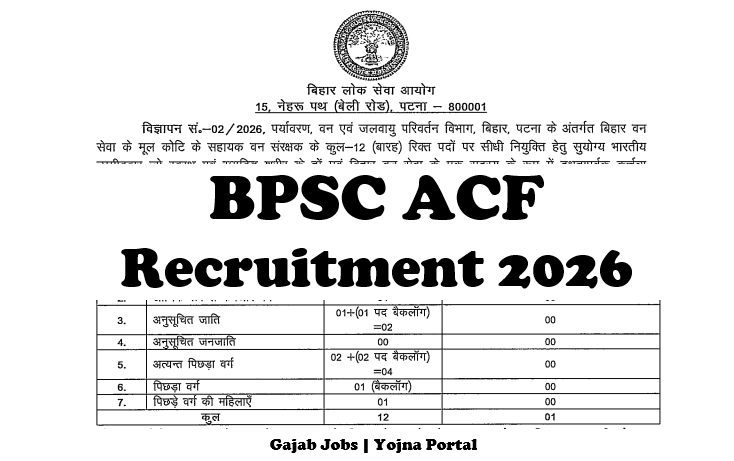 बिहार लोक सेवा आयोग
15, नेहरू पथ (बेली रोड), पटना – 800001
विज्ञापन सं.–02/2026, पर्यावरण, वन एवं जलवायु परिवर्तन विभाग, बिहार, पटना के अंतर्गत बिहार वन
सेवा के मूल कोटि के सहायक वन संरक्षक के कुल–12 (बारह) रिक्त पदों पर सीधी नियुक्ति हेतु सुयोग्य भारतीय
BPSC ACF
Recruitment 2026
3. अनुसूचित जाति 01+(01 पद बैकलॉग) =02 00
4. अनुसूचित जनजाति 00 00
5. अत्यन्त पिछड़ा वर्ग 02 +(02 पद बैकलॉग) =04 00
6. पिछड़ा वर्ग 01 (बैकलॉग) 00
7. पिछड़े वर्ग की महिलाएँ 01 00
कुल 12 01
Gajab Jobs | Yojna Portal